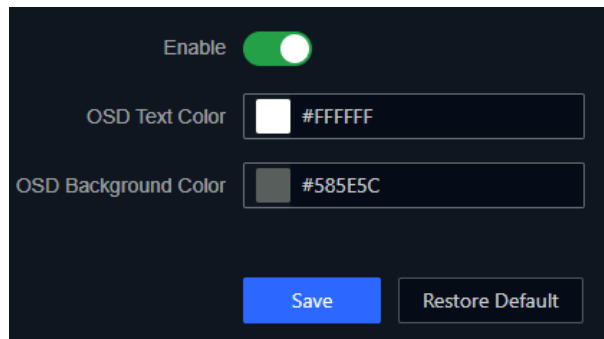 Enable
OSD Text Color #FFFFFF
OSD Background Color #585E5C
Save Restore Default